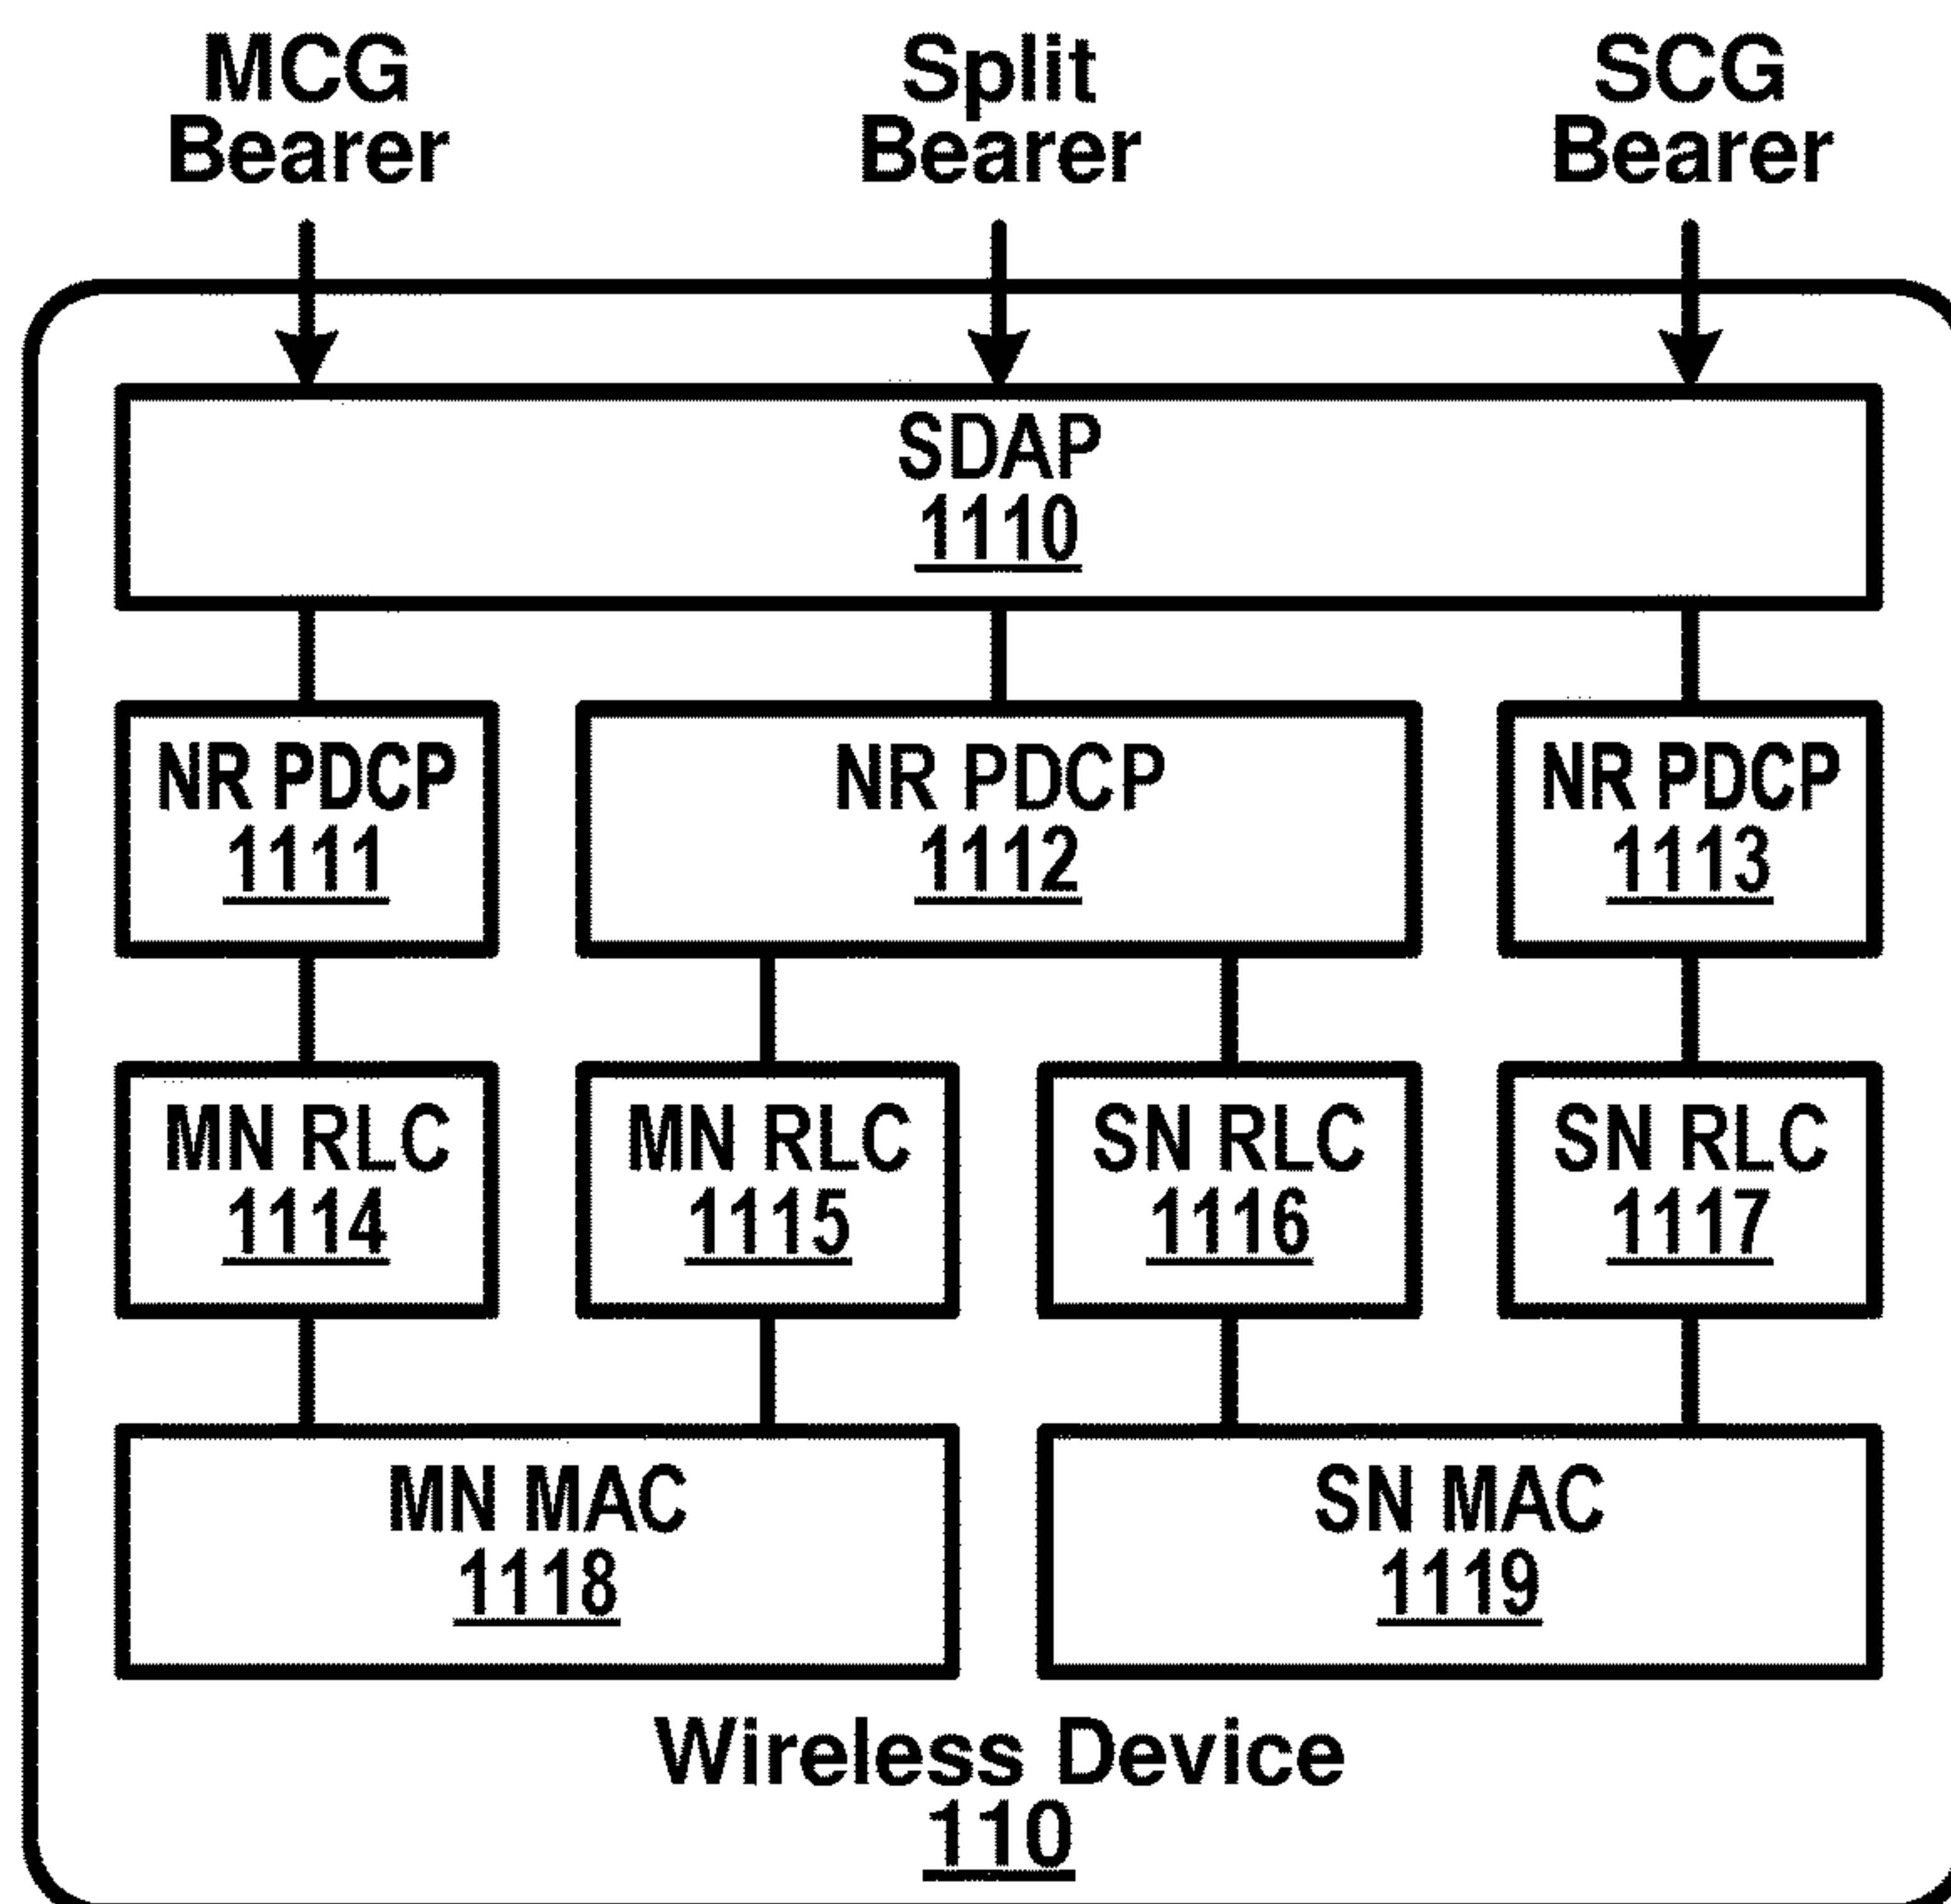 MCG
Bearer
Split
Bearer
SCG
Bearer
SDAP
1110
NR PDCP
1111
NR PDCP
1112
NR PDCP
1113
MN RLC
1114
MN RLC
1115
SN RLC
1116
SN RLC
1117
MN MAC
1118
SN MAC
1119
Wireless Device
110